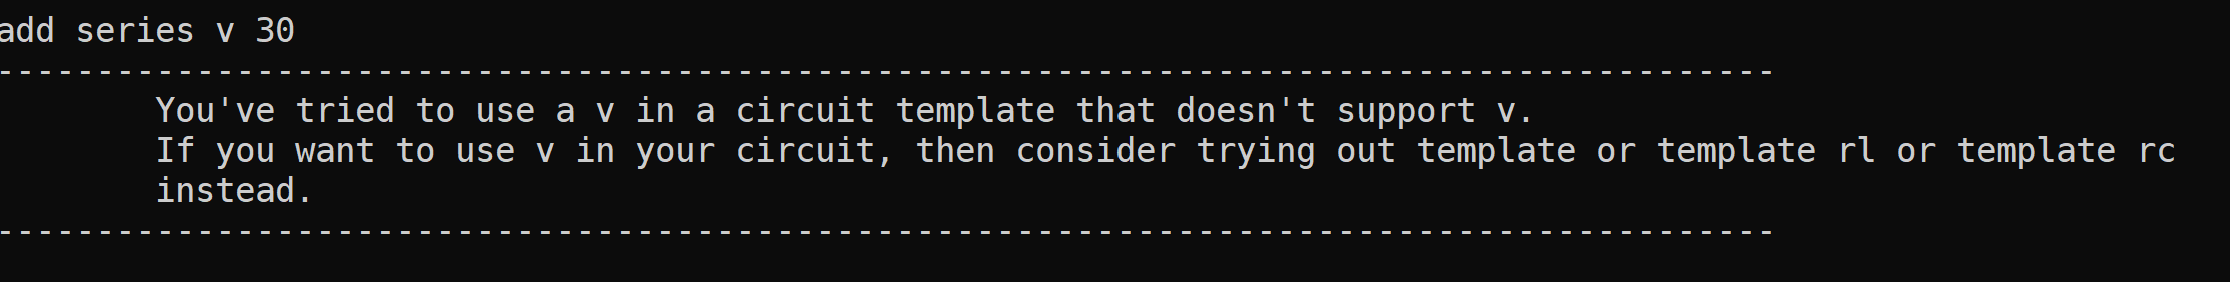 add series v 30
-----------------------------------------------------------------------------------------
You've tried to use a v in a circuit template that doesn't support v.
If you want to use v in your circuit, then consider trying out template or template rl or template rc
instead.
-----------------------------------------------------------------------------------------